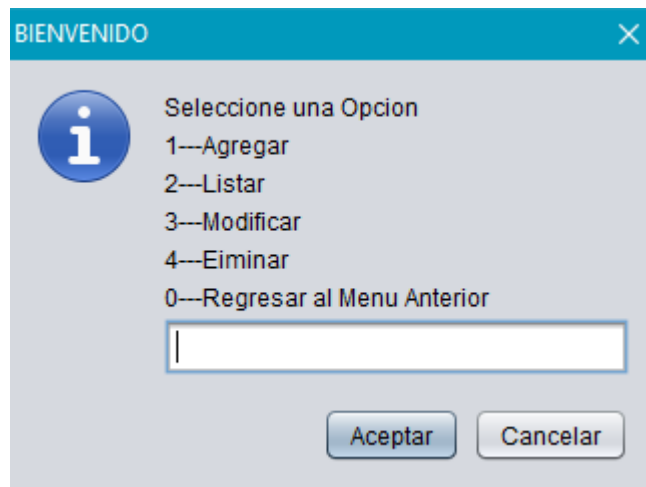 BIENVENIDO
Seleccione una Opcion
1---Agregar
2---Listar
3---Modificar
4---Eiminar
0---Regresar al Menu Anterior
Aceptar
Cancelar